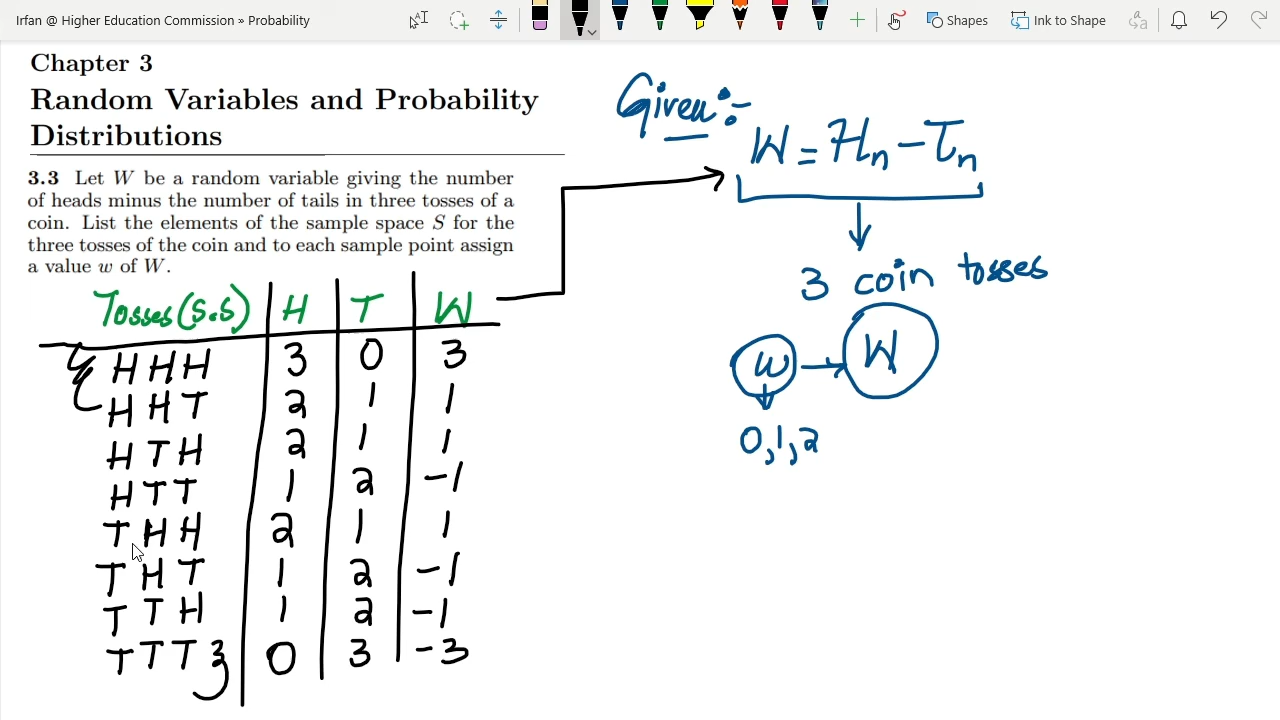 Irfan @ Higher Education Commission » Probability
Shapes
Ink to Shape
Chapter 3
Random Variables and Probability
Distributions
3.3 Let W be a random variable giving the number
of heads minus the number of tails in three tosses of a
coin. List the elements of the sample space S for the
three tosses of the coin and to each sample point assign
a value w of W.
Tosses(S.S) H T W
{ HHH 3 0 3
HHT 2 1 1
HTH 2 1 1
HTT 1 2 -1
THH 2 1 1
THT 1 2 -1
TTH 1 2 -1
TTT } 0 3 -3
Given:-
W = Hn - Tn
3 coin tosses
w → W
0,1,2